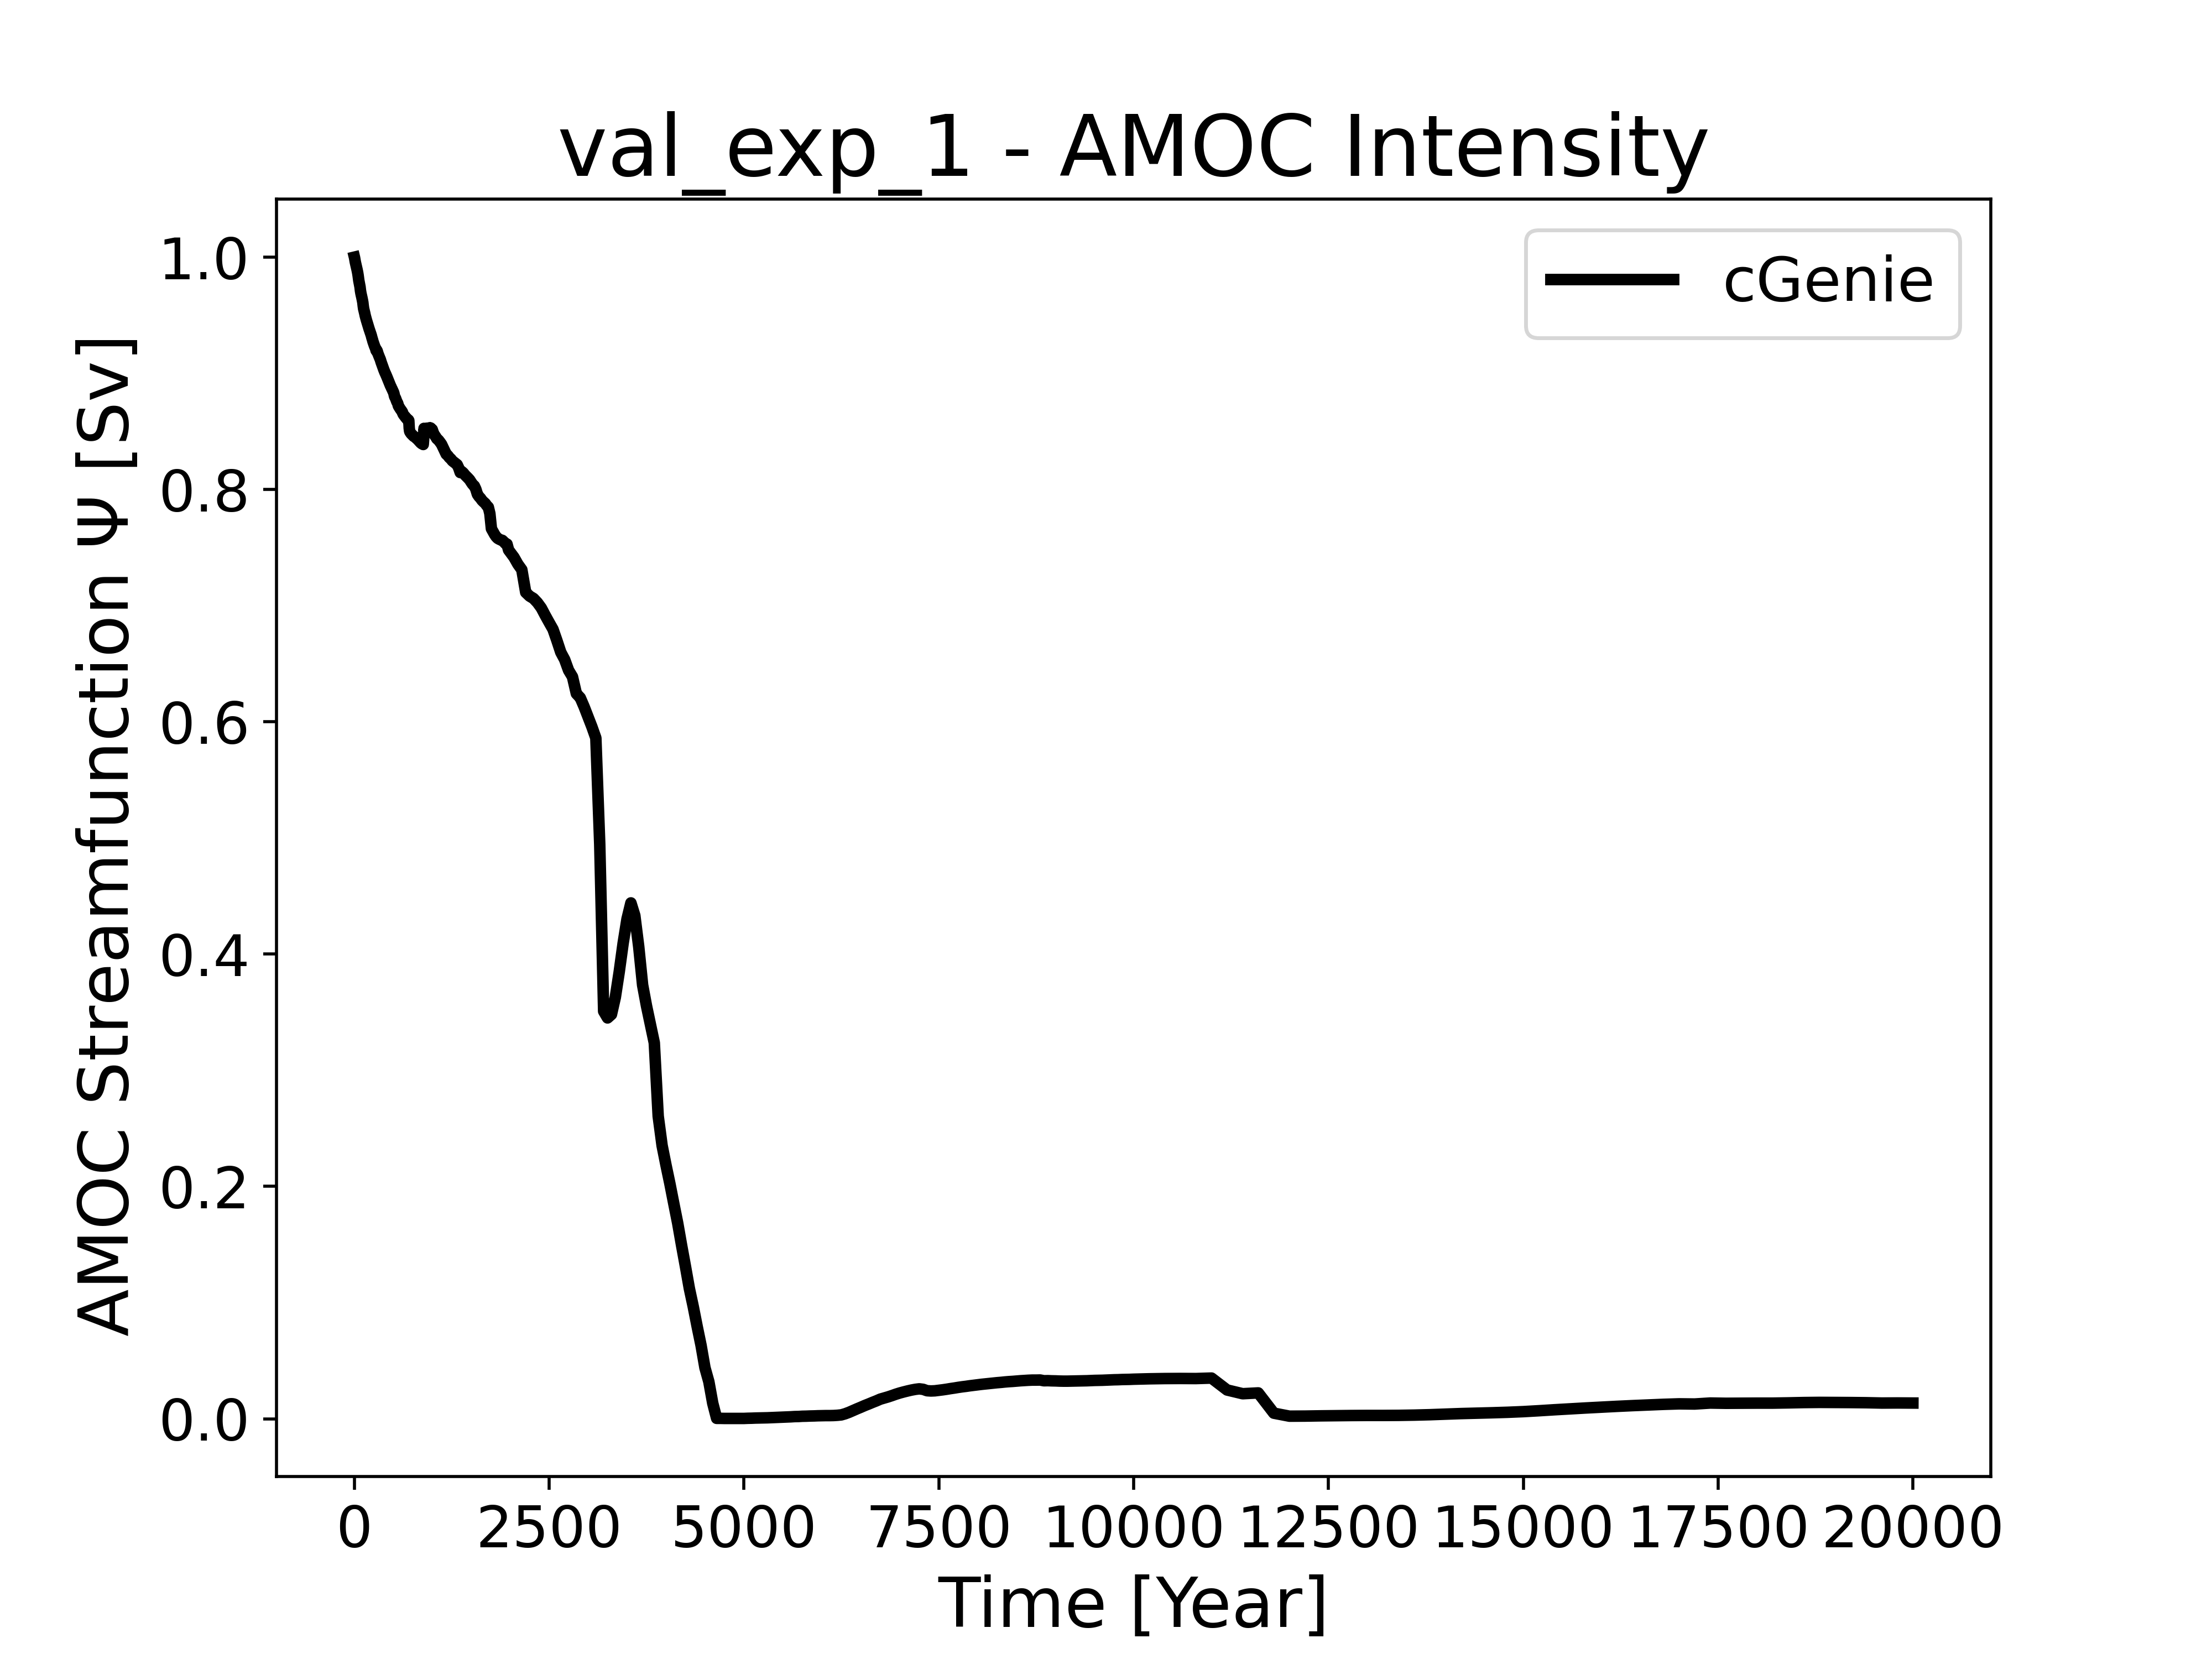 val_exp_1 - AMOC Intensity
cGenie
AMOC Streamfunction Ψ [Sv]
1.0
0.8
0.6
0.4
0.2
0.0
0 2500 5000 7500 10000 12500 15000 17500 20000
Time [Year]